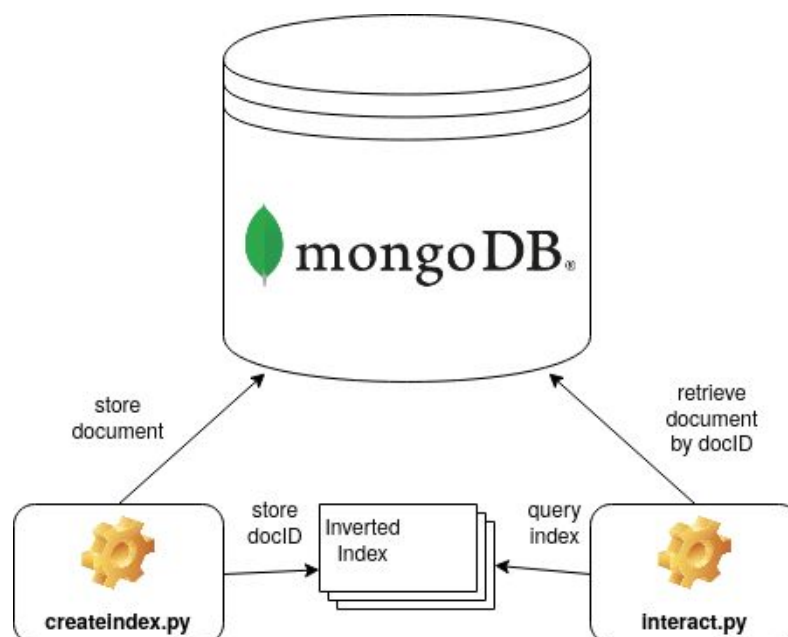 mongoDB®
store
document
retrieve
document
by docID
store
docID
Inverted
Index
query
index
createindex.py
interact.py